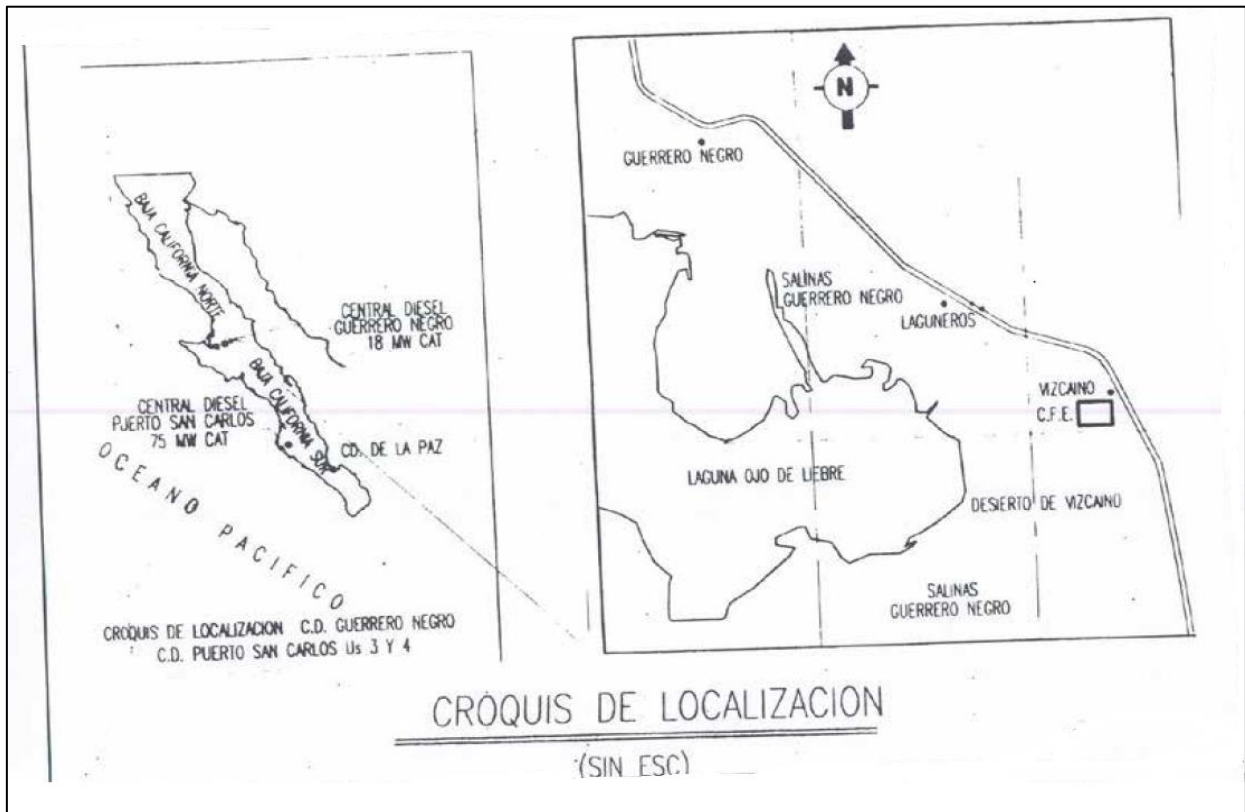 BAJA CALIFORNIA NORTE
CENTRAL DIESEL
GUERRERO NEGRO
18 MW CAT
BAJA CALIFORNIA SUR
CENTRAL DIESEL
PUERTO SAN CARLOS
75 MW CAT
CD. DE LA PAZ
OCEANO PACIFICO
CROQUIS DE LOCALIZACION C.D. GUERRERO NEGRO
C.D. PUERTO SAN CARLOS Us 3 Y 4
N
GUERRERO NEGRO
SALINAS
GUERRERO NEGRO
LAGUNEROS
VIZCAINO
C.F.E.
LAGUNA OJO DE LIEBRE
DESIERTO DE VIZCAINO
SALINAS
GUERRERO NEGRO
CROQUIS DE LOCALIZACION
(SIN ESC)